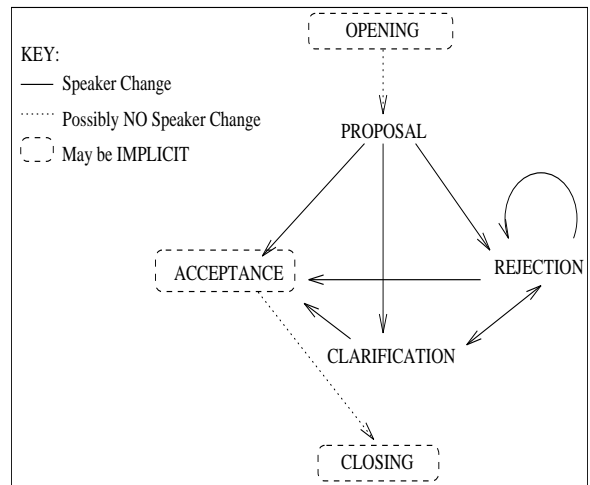 OPENING
KEY:
Speaker Change
Possibly NO Speaker Change
PROPOSAL
May be IMPLICIT
ACCEPTANCE
REJECTION
CLARIFICATION
CLOSING